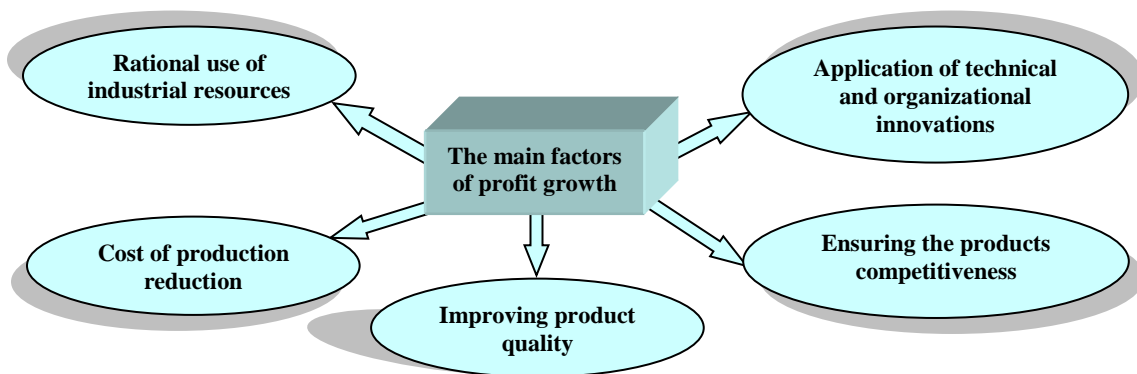 Rational use of
industrial resources
Application of technical
and organizational
innovations
The main factors
of profit growth
Cost of production
reduction
Ensuring the products
competitiveness
Improving product
quality